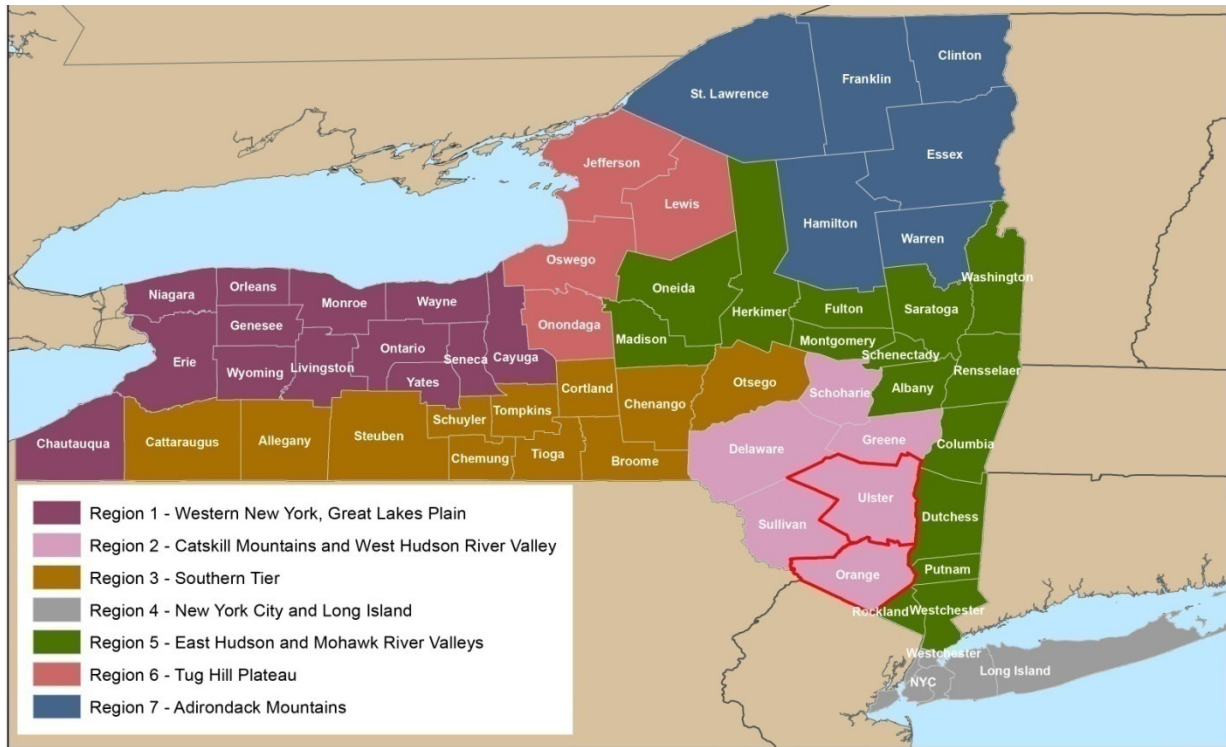 Clinton
Franklin
St. Lawrence
Essex
Jefferson
Lewis
Hamilton
Warren
Oswego
Washington
Niagara
Orleans
Monroe
Wayne
Oneida
Herkimer
Fulton
Saratoga
Genesee
Onondaga
Madison
Montgomery
Erie
Ontario
Seneca
Cayuga
Schenectady
Wyoming
Livingston
Yates
Rensselaer
Otsego
Schoharie
Albany
Cortland
Chenango
Tompkins
Schuyler
Chautauqua
Cattaraugus
Allegany
Steuben
Chemung
Tioga
Broome
Delaware
Greene
Columbia
Ulster
Sullivan
Dutchess
Orange
Putnam
Rockland
Westchester
Westchester
NYC
Long Island
Region 1 - Western New York, Great Lakes Plain
Region 2 - Catskill Mountains and West Hudson River Valley
Region 3 - Southern Tier
Region 4 - New York City and Long Island
Region 5 - East Hudson and Mohawk River Valleys
Region 6 - Tug Hill Plateau
Region 7 - Adirondack Mountains